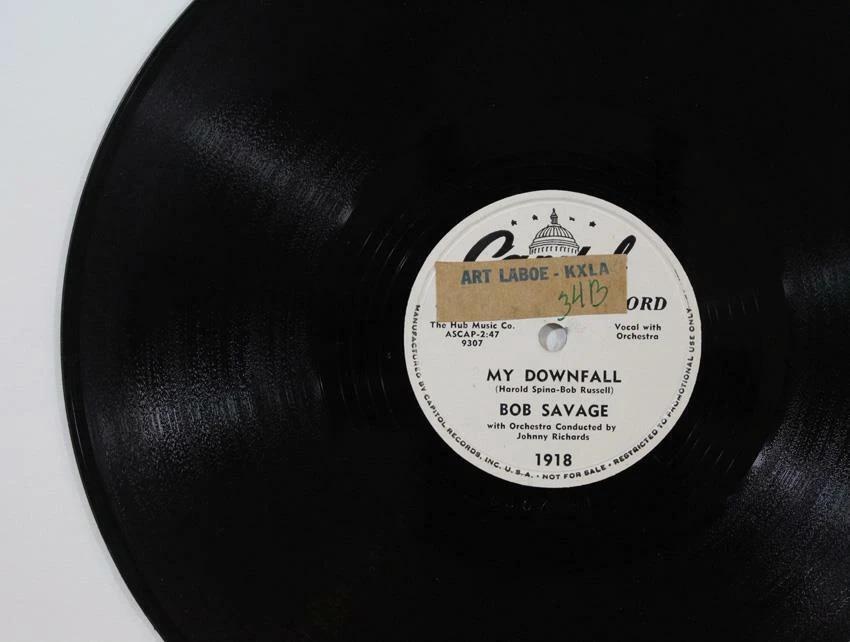 Capitol
ART LABOE - KXLA
34B
ORD
The Hub Music Co.
ASCAP-2:47
9307
Vocal with
Orchestra
MY DOWNFALL
(Harold Spina-Bob Russell)
BOB SAVAGE
with Orchestra Conducted by
Johnny Richards
1918
MANUFACTURED BY CAPITOL RECORDS, INC. U. S. A. • NOT FOR SALE • RESTRICTED TO PROMOTIONAL USE ONLY